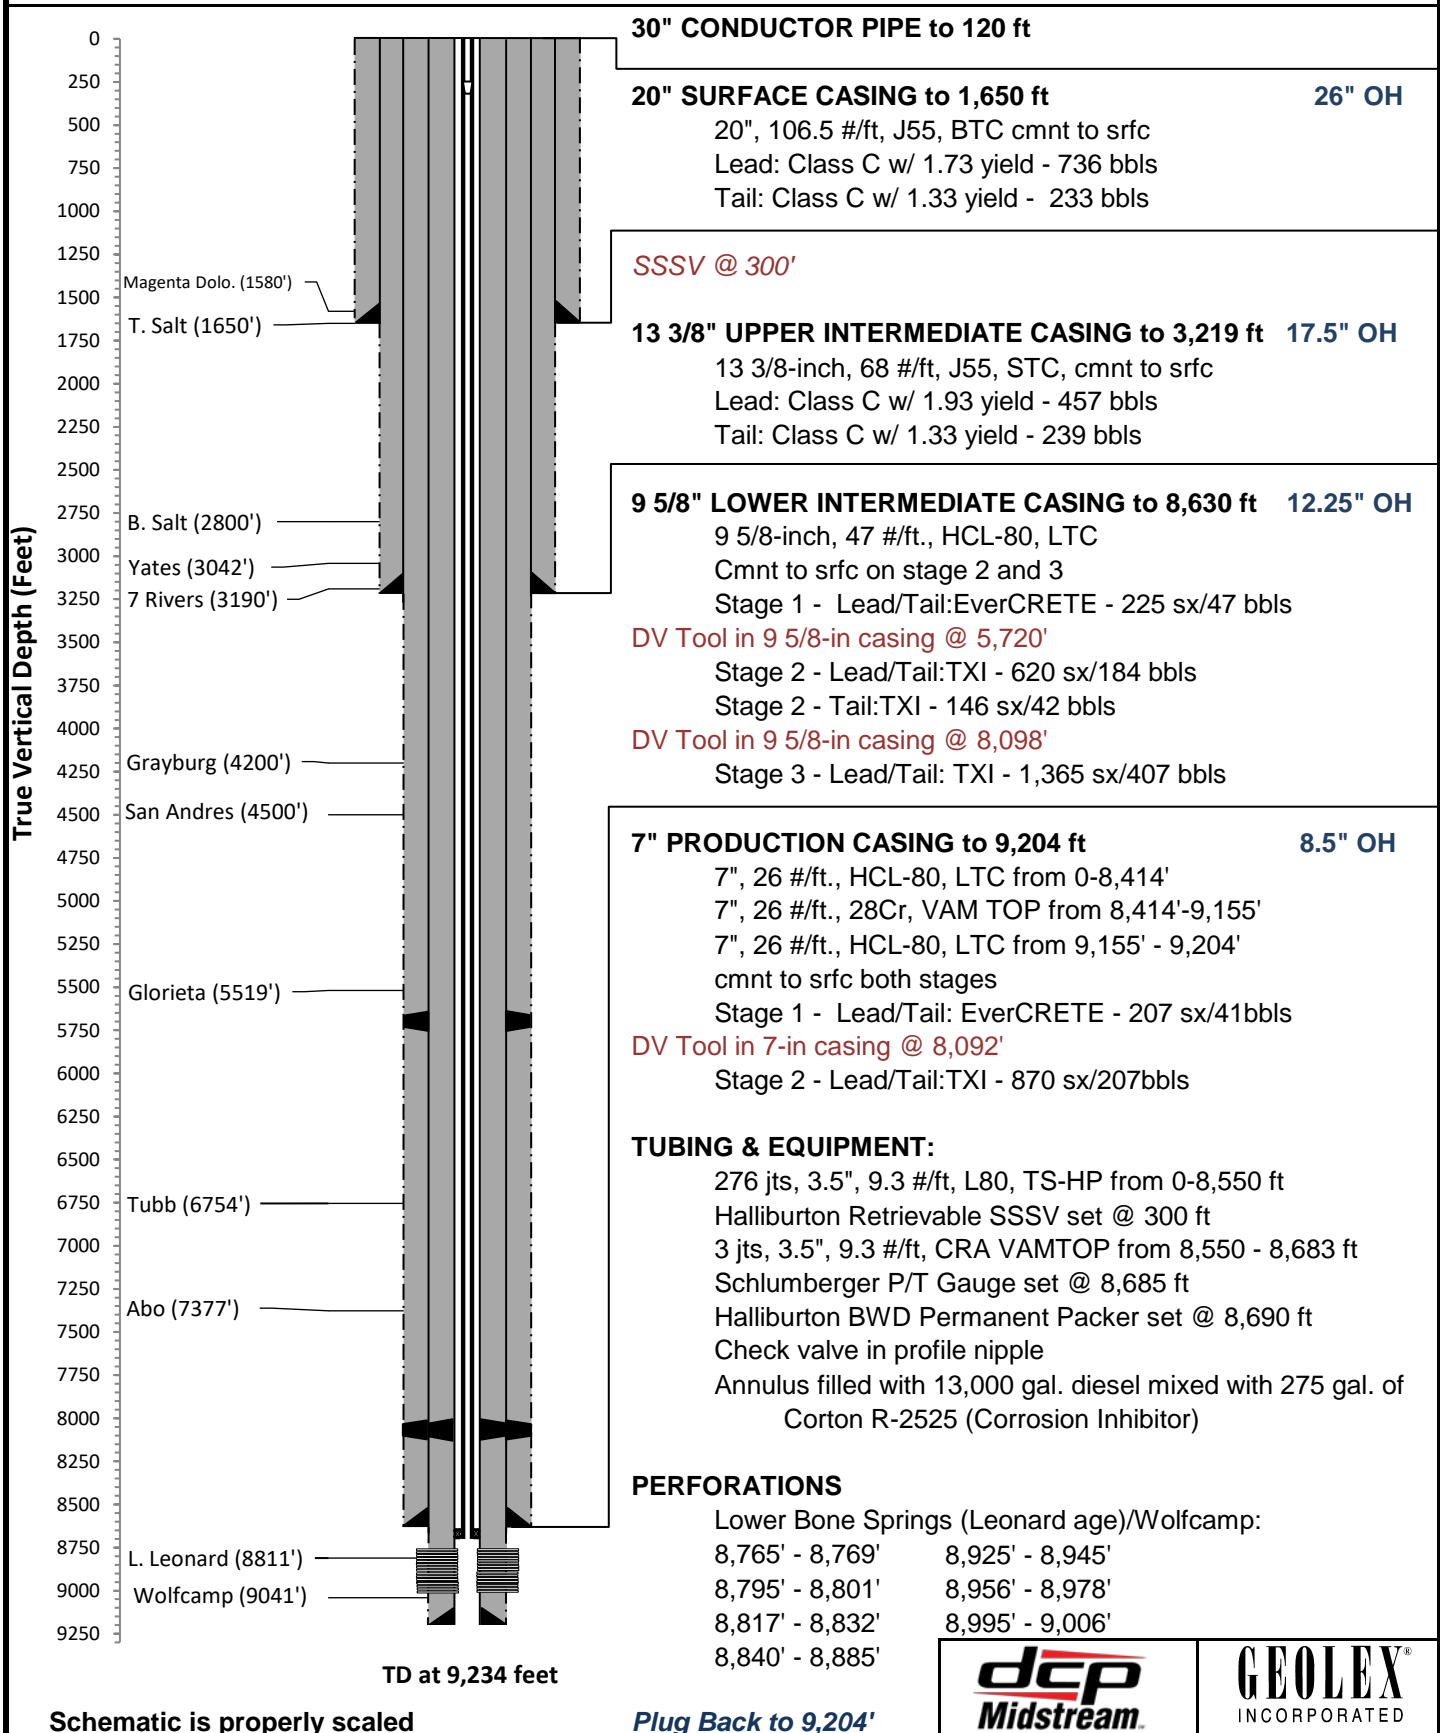 30" CONDUCTOR PIPE to 120 ft
20" SURFACE CASING to 1,650 ft 26" OH
20", 106.5 #/ft, J55, BTC cmnt to srfc
Lead: Class C w/ 1.73 yield - 736 bbls
Tail: Class C w/ 1.33 yield - 233 bbls
SSSV @ 300'
13 3/8" UPPER INTERMEDIATE CASING to 3,219 ft 17.5" OH
13 3/8-inch, 68 #/ft, J55, STC, cmnt to srfc
Lead: Class C w/ 1.93 yield - 457 bbls
Tail: Class C w/ 1.33 yield - 239 bbls
9 5/8" LOWER INTERMEDIATE CASING to 8,630 ft 12.25" OH
9 5/8-inch, 47 #/ft., HCL-80, LTC
Cmnt to srfc on stage 2 and 3
Stage 1 - Lead/Tail:EverCRETE - 225 sx/47 bbls
DV Tool in 9 5/8-in casing @ 5,720'
Stage 2 - Lead/Tail:TXI - 620 sx/184 bbls
Stage 2 - Tail:TXI - 146 sx/42 bbls
DV Tool in 9 5/8-in casing @ 8,098'
Stage 3 - Lead/Tail: TXI - 1,365 sx/407 bbls
7" PRODUCTION CASING to 9,204 ft 8.5" OH
7", 26 #/ft., HCL-80, LTC from 0-8,414'
7", 26 #/ft., 28Cr, VAM TOP from 8,414'-9,155'
7", 26 #/ft., HCL-80, LTC from 9,155' - 9,204'
cmnt to srfc both stages
Stage 1 - Lead/Tail: EverCRETE - 207 sx/41bbls
DV Tool in 7-in casing @ 8,092'
Stage 2 - Lead/Tail:TXI - 870 sx/207bbls
TUBING & EQUIPMENT:
276 jts, 3.5", 9.3 #/ft, L80, TS-HP from 0-8,550 ft
Halliburton Retrievable SSSV set @ 300 ft
3 jts, 3.5", 9.3 #/ft, CRA VAMTOP from 8,550 - 8,683 ft
Schlumberger P/T Gauge set @ 8,685 ft
Halliburton BWD Permanent Packer set @ 8,690 ft
Check valve in profile nipple
Annulus filled with 13,000 gal. diesel mixed with 275 gal. of
Corton R-2525 (Corrosion Inhibitor)
PERFORATIONS
Lower Bone Springs (Leonard age)/Wolfcamp:
8,765' - 8,769' 8,925' - 8,945'
8,795' - 8,801' 8,956' - 8,978'
8,817' - 8,832' 8,995' - 9,006'
8,840' - 8,885'
True Vertical Depth (Feet)
0
250
500
750
1000
1250
1500
1750
2000
2250
2500
2750
3000
3250
3500
3750
4000
4250
4500
4750
5000
5250
5500
5750
6000
6250
6500
6750
7000
7250
7500
7750
8000
8250
8500
8750
9000
9250
Magenta Dolo. (1580')
T. Salt (1650')
B. Salt (2800')
Yates (3042')
7 Rivers (3190')
Grayburg (4200')
San Andres (4500')
Glorieta (5519')
Tubb (6754')
Abo (7377')
L. Leonard (8811')
Wolfcamp (9041')
TD at 9,234 feet
Schematic is properly scaled
Plug Back to 9,204'
dcp
Midstream
GEOLEX®
INCORPORATED